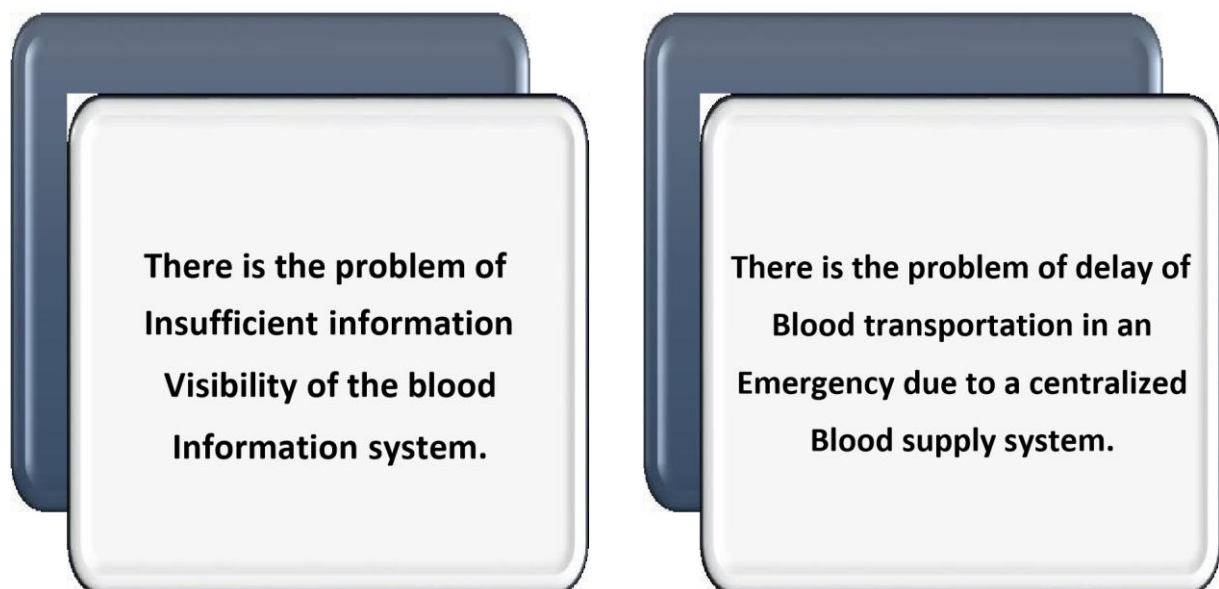 There is the problem of
Insufficient information
Visibility of the blood
Information system.
There is the problem of delay of
Blood transportation in an
Emergency due to a centralized
Blood supply system.